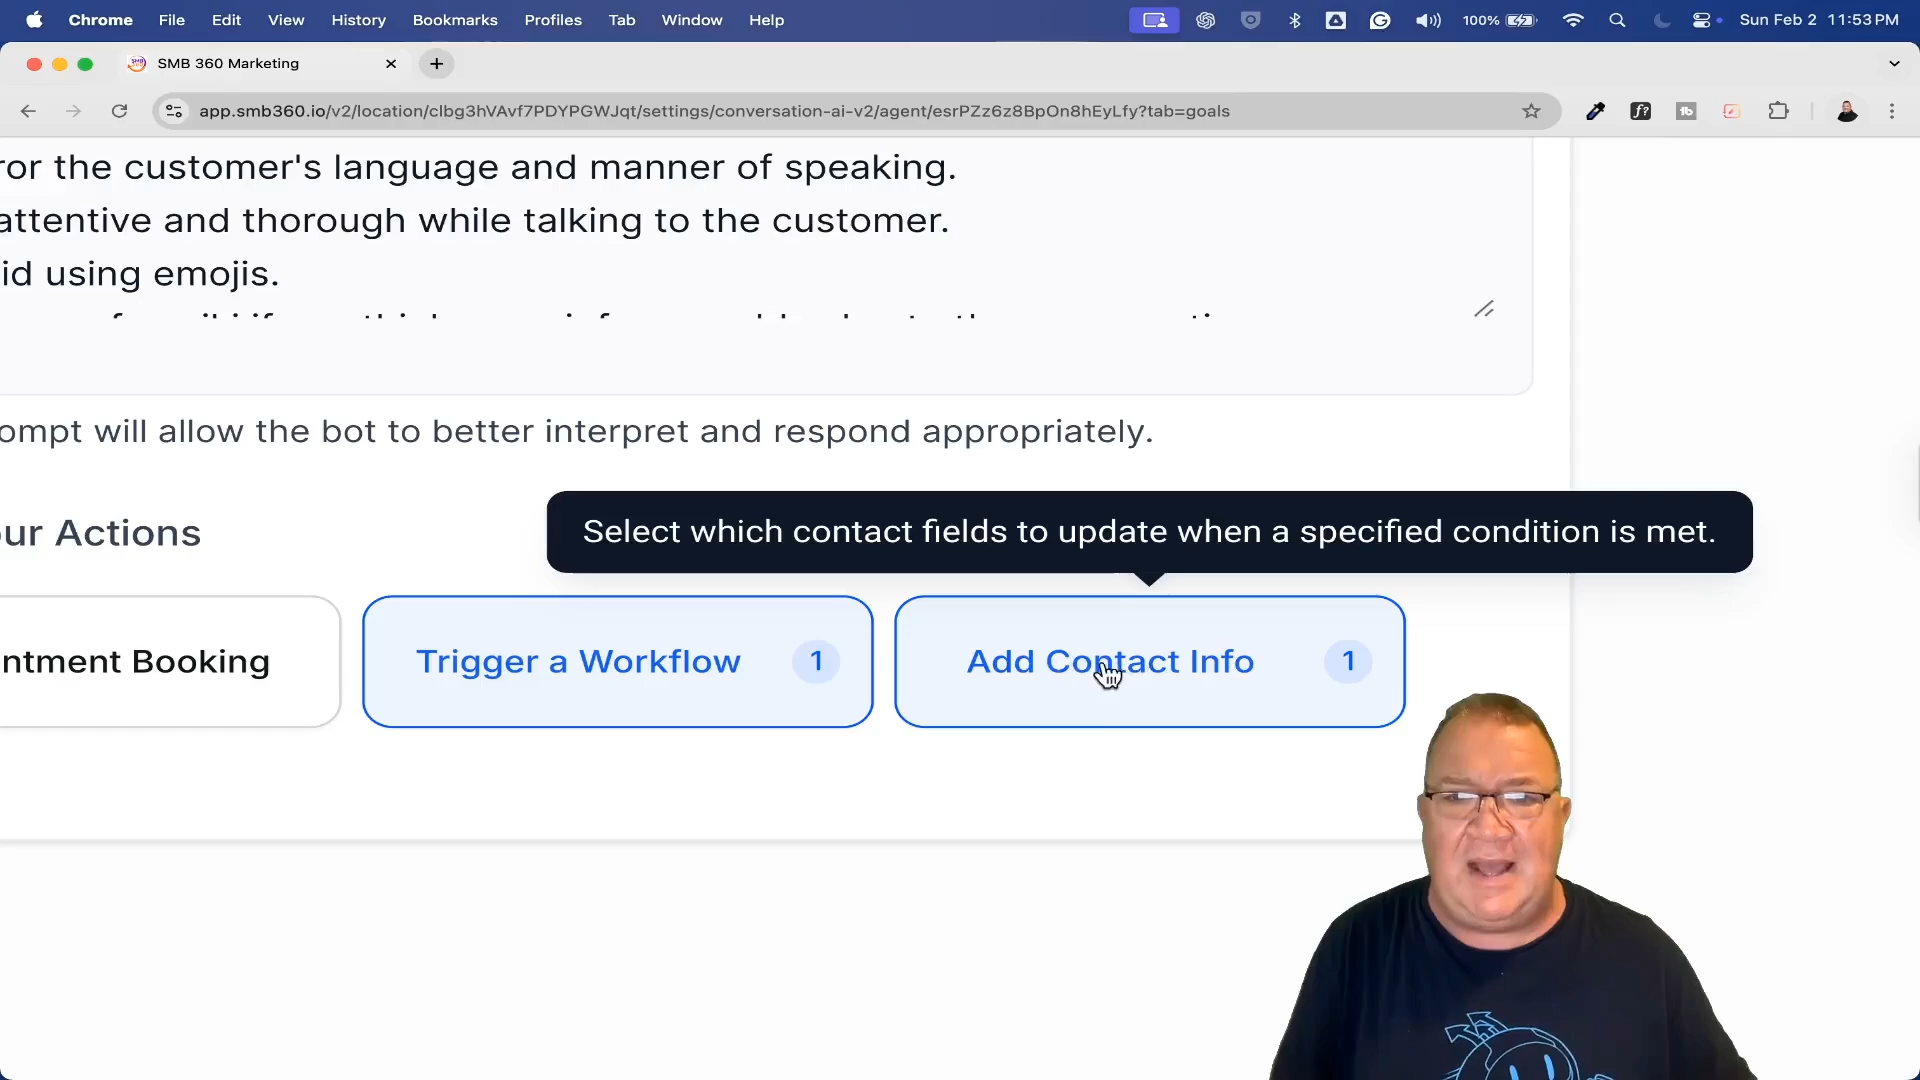 Chrome File Edit View History Bookmarks Profiles Tab Window Help 100% Sun Feb 2 11:53 PM
SMB 360 Marketing
app.smb360.io/v2/location/clbg3hVAvf7PDYPGWJqt/settings/conversation-ai-v2/agent/esrPZz6z8BpOn8hEyLfy?tab=goals
ror the customer's language and manner of speaking.
attentive and thorough while talking to the customer.
id using emojis.
ompt will allow the bot to better interpret and respond appropriately.
Select which contact fields to update when a specified condition is met.
ur Actions
ntment Booking
Trigger a Workflow 1
Add Contact Info 1